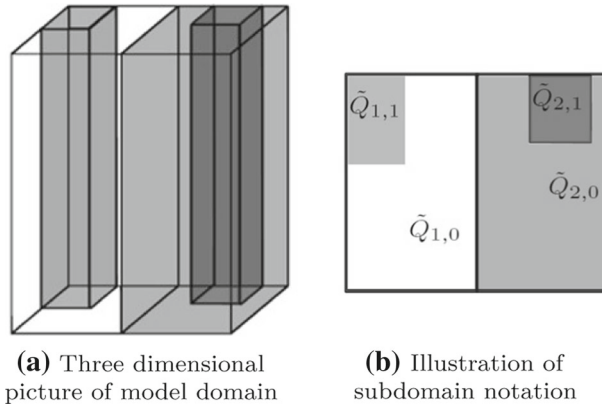 Q̃₁,₁
Q̃₂,₁
Q̃₂,₀
Q̃₁,₀
(a) Three dimensional
picture of model domain
(b) Illustration of
subdomain notation